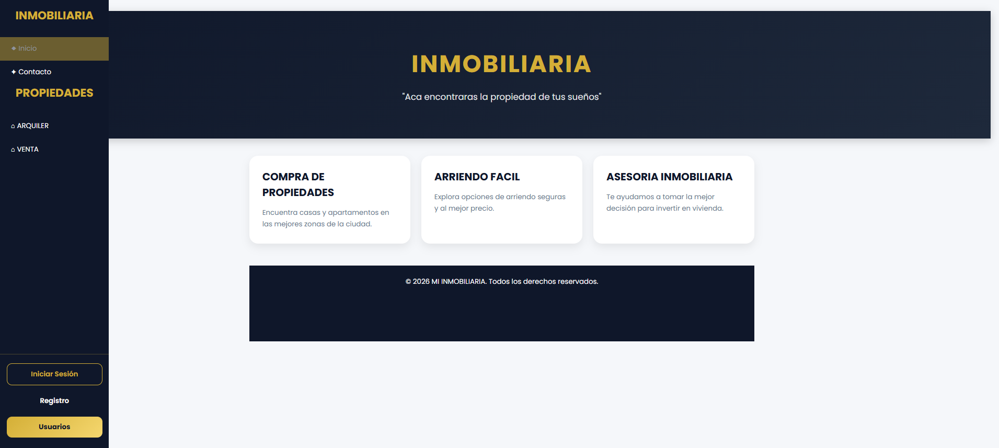 INMOBILIARIA
Inicio
Contacto
PROPIEDADES
ARQUILER
VENTA
Iniciar Sesión
Registro
Usuarios
INMOBILIARIA
"Aca encontraras la propiedad de tus sueños"
COMPRA DE
PROPIEDADES
Encuentra casas y apartamentos en
las mejores zonas de la ciudad.
ARRIENDO FACIL
Explora opciones de arriendo seguras
y al mejor precio.
ASESORIA INMOBILIARIA
Te ayudamos a tomar la mejor
decisión para invertir en vivienda.
© 2026 MI INMOBILIARIA. Todos los derechos reservados.